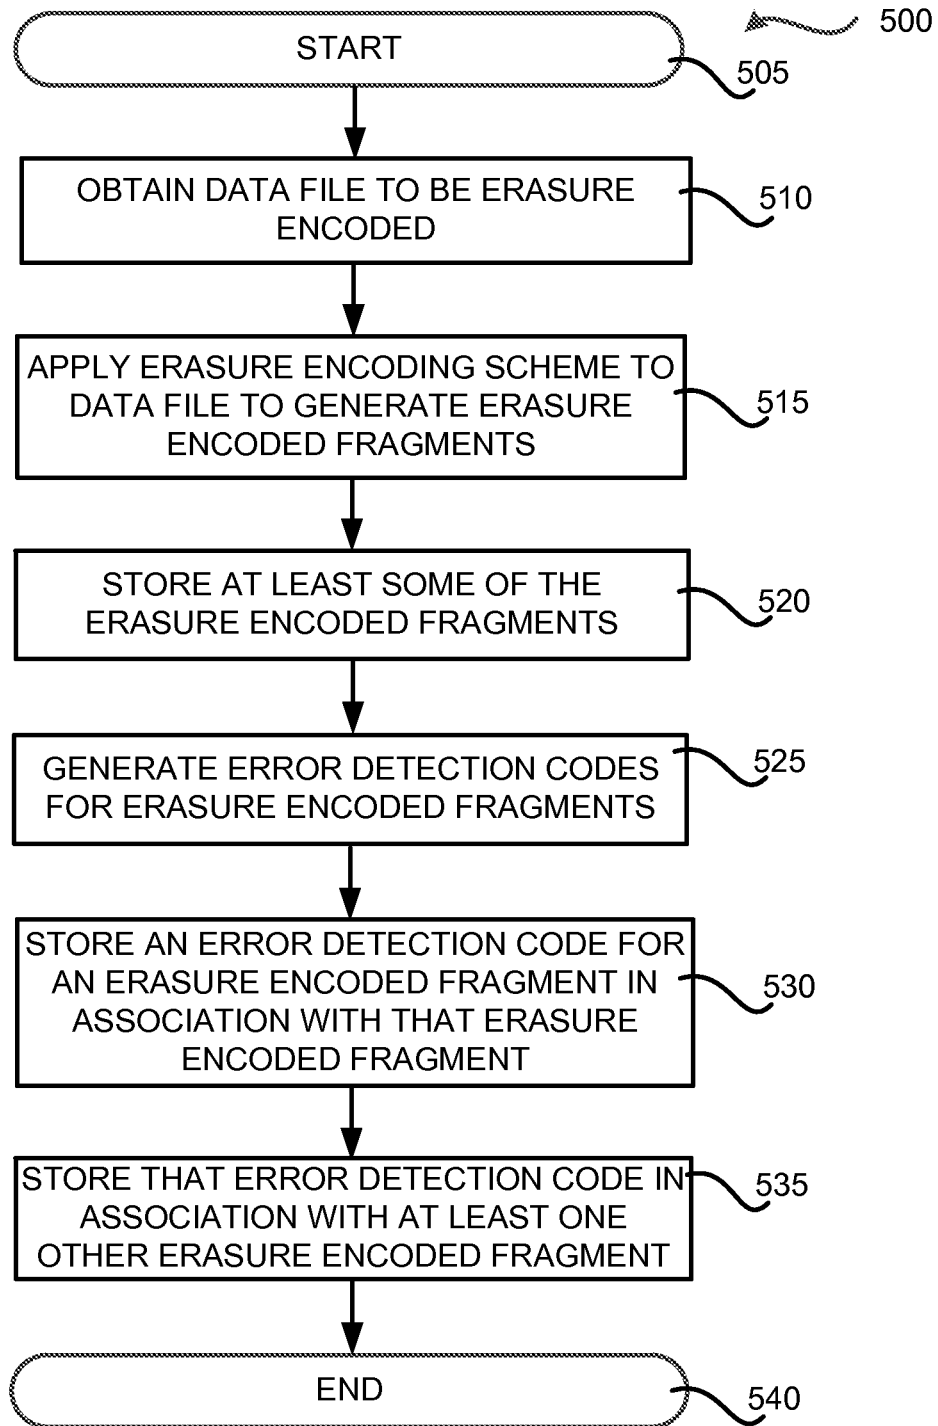 500
START
505
OBTAIN DATA FILE TO BE ERASURE
ENCODED
510
APPLY ERASURE ENCODING SCHEME TO
DATA FILE TO GENERATE ERASURE
ENCODED FRAGMENTS
515
STORE AT LEAST SOME OF THE
ERASURE ENCODED FRAGMENTS
520
GENERATE ERROR DETECTION CODES
FOR ERASURE ENCODED FRAGMENTS
525
STORE AN ERROR DETECTION CODE FOR
AN ERASURE ENCODED FRAGMENT IN
ASSOCIATION WITH THAT ERASURE
ENCODED FRAGMENT
530
STORE THAT ERROR DETECTION CODE IN
ASSOCIATION WITH AT LEAST ONE
OTHER ERASURE ENCODED FRAGMENT
535
END
540